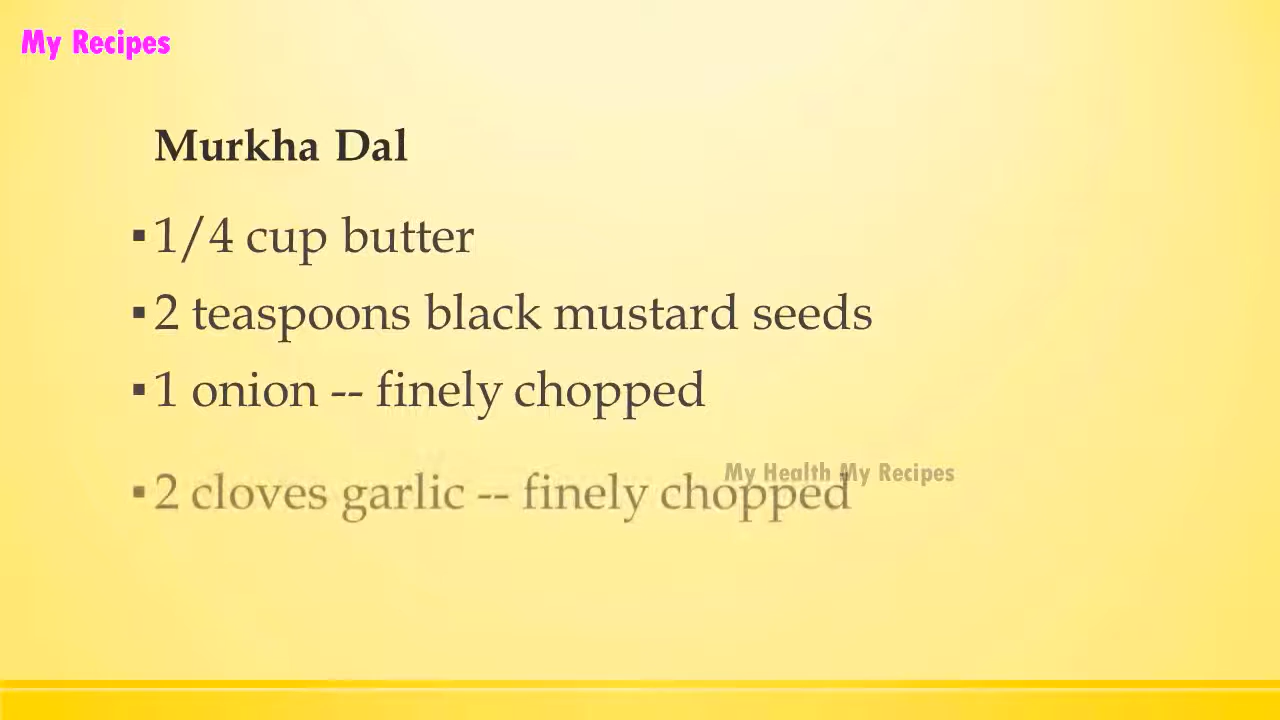 My Recipes
Murkha Dal
▪1/4 cup butter
▪2 teaspoons black mustard seeds
▪1 onion -- finely chopped
My Health My Recipes
▪2 cloves garlic -- finely chopped